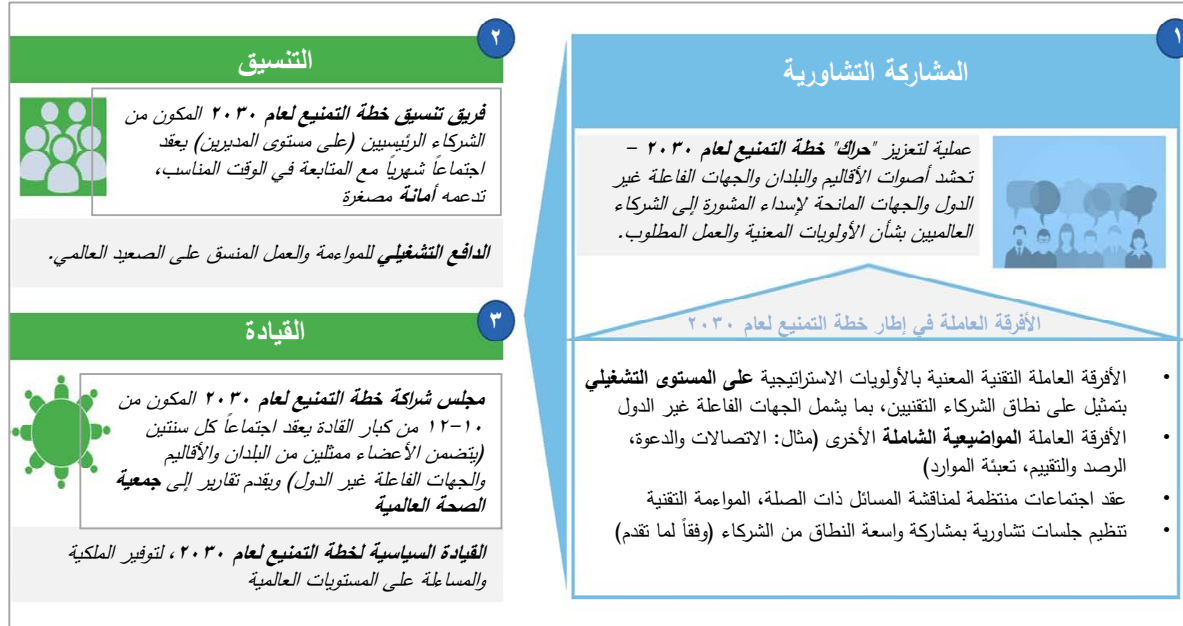 ١
المشاركة التشاورية
عملية لتعزيز "حراك" خطة التمنيع لعام ٢٠٣٠ –
تحشد أصوات الأقاليم والبلدان والجهات الفاعلة غير
الدول والجهات المانحة لإسداء المشورة إلى الشركاء
العالميين بشأن الأولويات المعنية والعمل المطلوب.
الأفرقة العاملة في إطار خطة التمنيع لعام ٢٠٣٠
• الأفرقة العاملة التقنية المعنية بالأولويات الاستراتيجية على المستوى التشغيلي
بتمثيل على نطاق الشركاء التقنيين، بما يشمل الجهات الفاعلة غير الدول
• الأفرقة العاملة المواضيعية الشاملة الأخرى (مثال: الاتصالات والدعوة،
الرصد والتقييم، تعبئة الموارد)
• عقد اجتماعات منتظمة لمناقشة المسائل ذات الصلة، المواءمة التقنية
• تنظيم جلسات تشاورية بمشاركة واسعة النطاق من الشركاء (وفقاً لما تقدم)
٢
التنسيق
فريق تنسيق خطة التمنيع لعام ٢٠٣٠ المكون من
الشركاء الرئيسيين (على مستوى المديرين) يعقد
اجتماعاً شهرياً مع المتابعة في الوقت المناسب،
تدعمه أمانة مصغرة
الدافع التشغيلي للمواءمة والعمل المنسق على الصعيد العالمي.
٣
القيادة
مجلس شراكة خطة التمنيع لعام ٢٠٣٠ المكون من
١٠-١٢ من كبار القادة يعقد اجتماعاً كل سنتين
(يتضمن الأعضاء ممثلين من البلدان والأقاليم
والجهات الفاعلة غير الدول) ويقدم تقارير إلى جمعية
الصحة العالمية
القيادة السياسية لخطة التمنيع لعام ٢٠٣٠، لتوفير الملكية
والمساءلة على المستويات العالمية